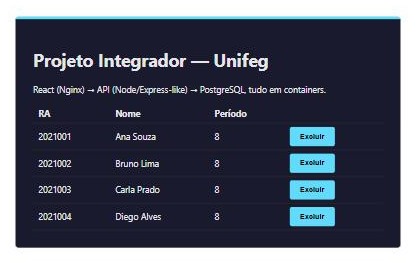 Projeto Integrador — Unifeg
React (Nginx) → API (Node/Express-like) → PostgreSQL, tudo em containers.
RA Nome Período
2021001 Ana Souza 8 Excluir
2021002 Bruno Lima 8 Excluir
2021003 Carla Prado 8 Excluir
2021004 Diego Alves 8 Excluir